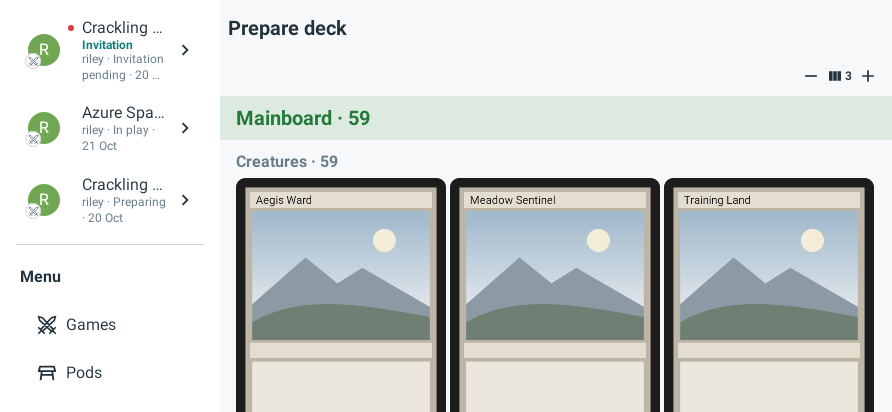 Crackling ...
R
Invitation
riley · Invitation
pending · 20 ...
Azure Spa...
R
riley · In play ·
21 Oct
Crackling ...
R
riley · Preparing
· 20 Oct
Menu
Games
Pods
Prepare deck
3
Mainboard · 59
Creatures · 59
Aegis Ward
Meadow Sentinel
Training Land